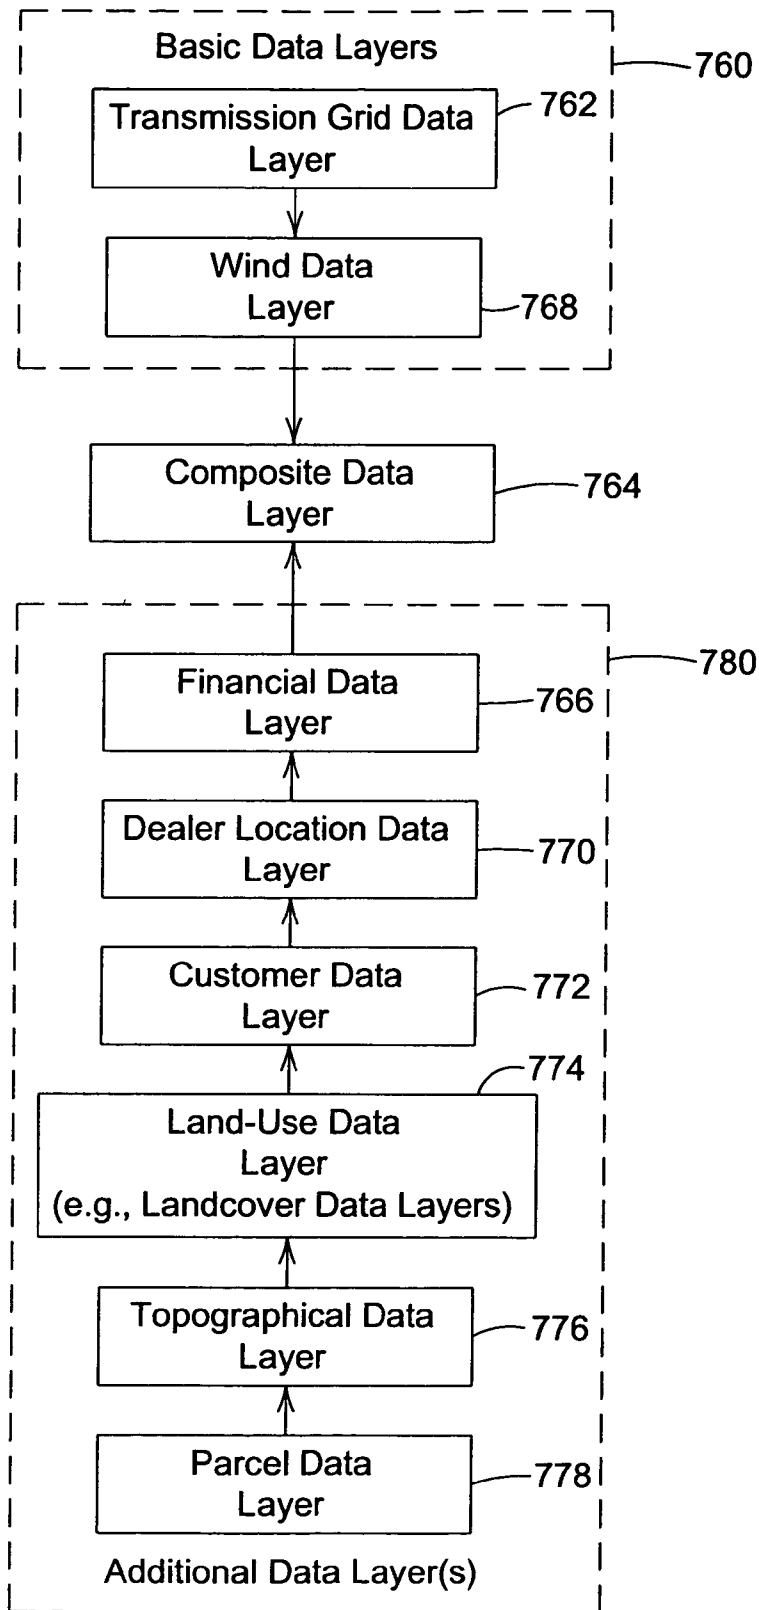 Basic Data Layers
760
Transmission Grid Data
Layer
762
Wind Data
Layer
768
Composite Data
Layer
764
780
Financial Data
Layer
766
Dealer Location Data
Layer
770
Customer Data
Layer
772
774
Land-Use Data
Layer
(e.g., Landcover Data Layers)
Topographical Data
Layer
776
Parcel Data
Layer
778
Additional Data Layer(s)